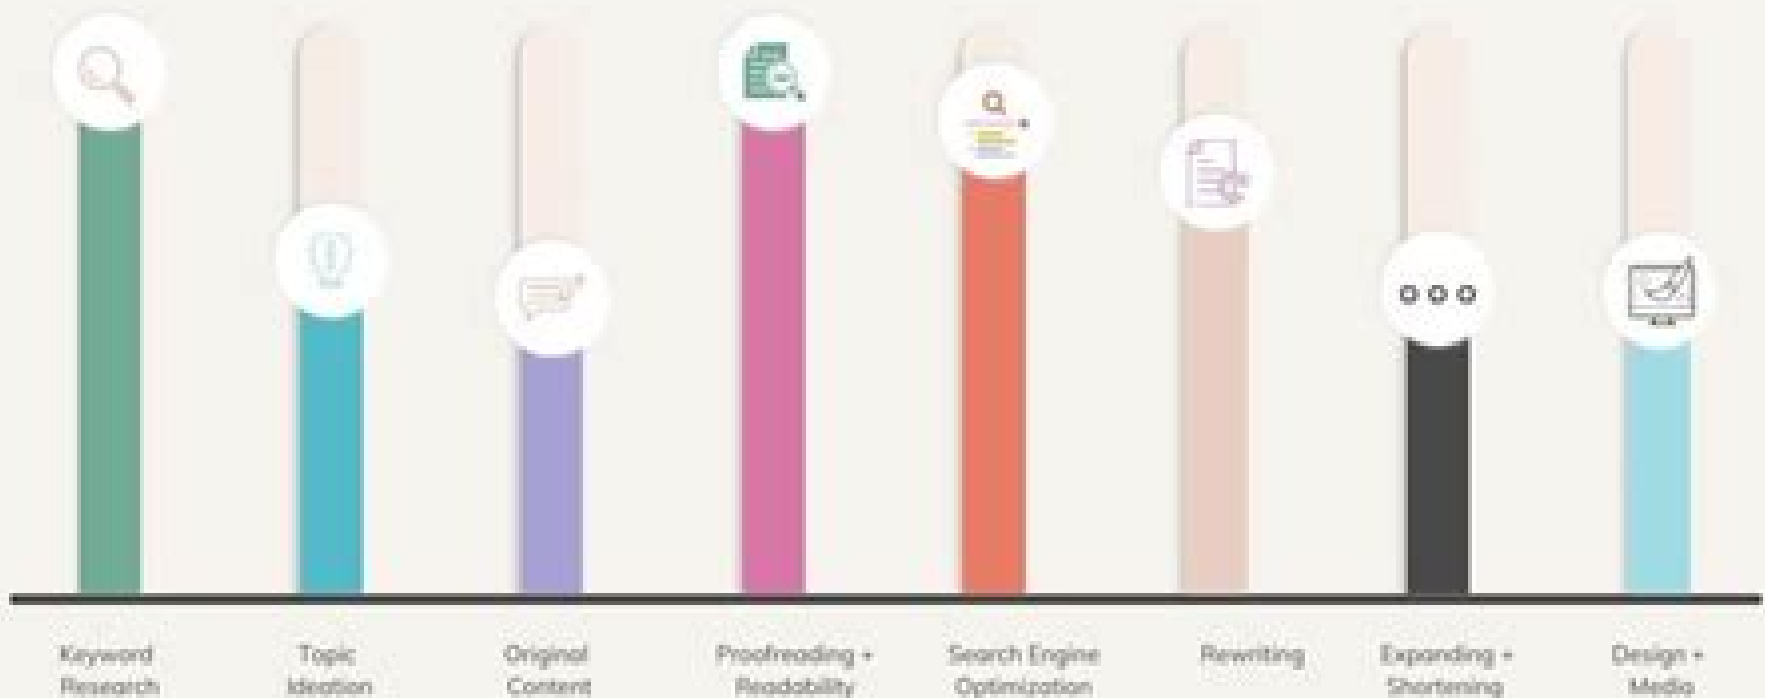 Keyword
Research
Topic
Ideation
Original
Content
Proofreading +
Readability
Search Engine
Optimization
Rewriting
Expanding +
Shortening
Design +
Media